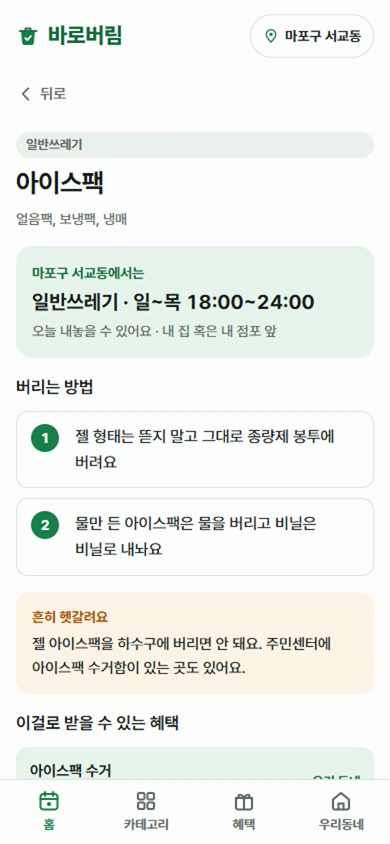 바로버림
마포구 서교동
뒤로
일반쓰레기
아이스팩
얼음팩, 보냉팩, 냉매
마포구 서교동에서는
일반쓰레기 · 일~목 18:00~24:00
오늘 내놓을 수 있어요 · 내 집 혹은 내 점포 앞
버리는 방법
1 젤 형태는 뜯지 말고 그대로 종량제 봉투에
버려요
2 물만 든 아이스팩은 물을 버리고 비닐은
비닐로 내놔요
흔히 헷갈려요
젤 아이스팩을 하수구에 버리면 안 돼요. 주민센터에
아이스팩 수거함이 있는 곳도 있어요.
이걸로 받을 수 있는 혜택
아이스팩 수거
홈
카테고리
혜택
우리동네